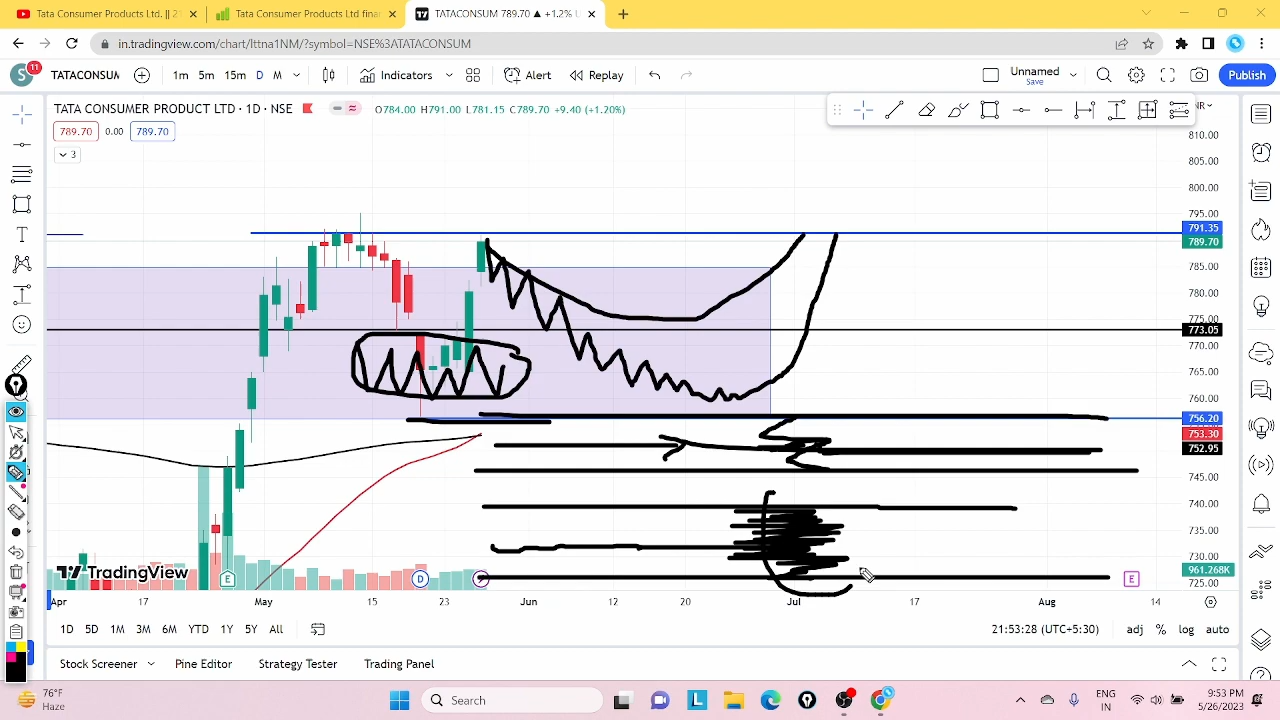 Tata Consumer Products Ltd. || 2
Tata Consumer Products Ltd finan
TATACONSUM 789.70 ▲ +1.2% U
in.tradingview.com/chart/lttna1NM/?symbol=NSE%3ATATACONSUM
S 11 TATACONSUM 1m 5m 15m D M Indicators Alert Replay Unnamed Save Publish
TATA CONSUMER PRODUCT LTD · 1D · NSE O784.00 H791.00 L781.15 C789.70 +9.40 (+1.20%)
789.70 0.00 789.70
3
810.00
805.00
800.00
795.00
791.35
789.70
785.00
780.00
775.00
773.05
770.00
765.00
760.00
756.20
753.30
752.95
745.00
740.00
735.00
730.00
961.268K
725.00
TradingView
E D E
Apr May 15 23 Jun 12 20 Jul 17 Aug 14
1D 5D 1M 3M 6M YTD 1Y 5Y All 21:53:28 (UTC+5:30) adj % log auto
Stock Screener Pine Editor Strategy Tester Trading Panel
76°F
Haze
Search
ENG
IN
9:53 PM
5/26/2023